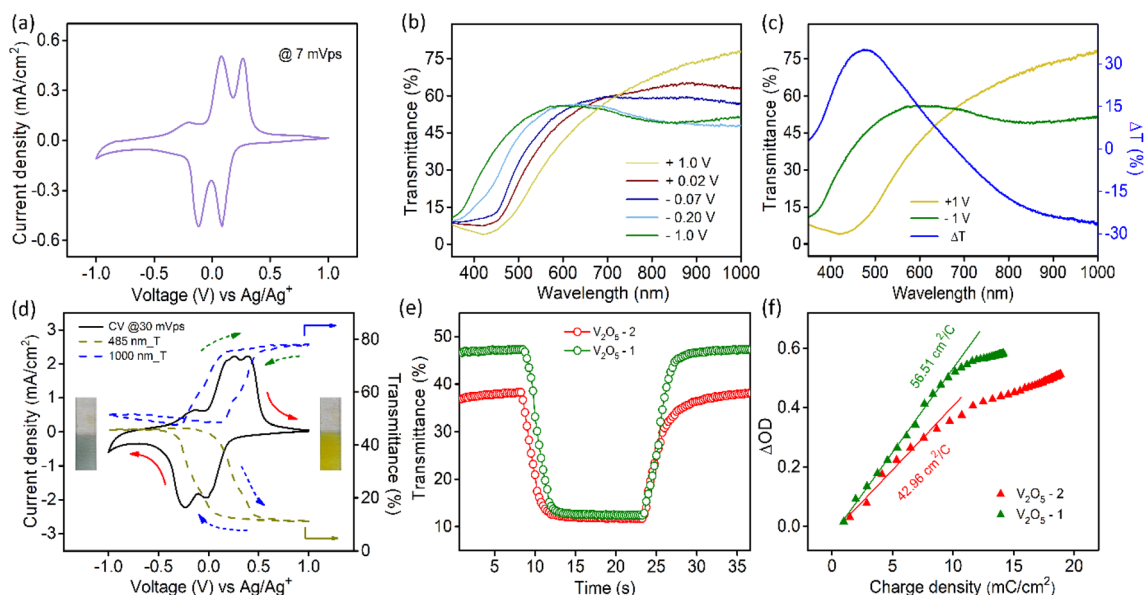 (a)
@ 7 mVps
Current density (mA/cm²)
0.6
0.3
0.0
-0.3
-0.6
-1.0 -0.5 0.0 0.5 1.0
Voltage (V) vs Ag/Ag⁺
(b)
Transmittance (%)
75
60
45
30
15
0
+ 1.0 V
+ 0.02 V
- 0.07 V
- 0.20 V
- 1.0 V
400 500 600 700 800 900 1000
Wavelength (nm)
(c)
Transmittance (%)
75
60
45
30
15
0
+1 V
- 1 V
ΔT
30
15
0
-15
-30
ΔT (%)
400 500 600 700 800 900 1000
Wavelength (nm)
(d)
CV @30 mVps
485 nm_T
1000 nm_T
Current density (mA/cm²)
3
2
1
0
-1
-2
-3
80
60
40
20
0
Transmittance (%)
-1.0 -0.5 0.0 0.5 1.0
Voltage (V) vs Ag/Ag⁺
(e)
V₂O₅ - 2
V₂O₅ - 1
Transmittance (%)
50
40
30
20
10
0 10 20 30
Time (s)
(f)
56.51 cm²/C
42.96 cm²/C
V₂O₅ - 2
V₂O₅ - 1
ΔOD
0.6
0.4
0.2
0.0
0 5 10 15 20
Charge density (mC/cm²)